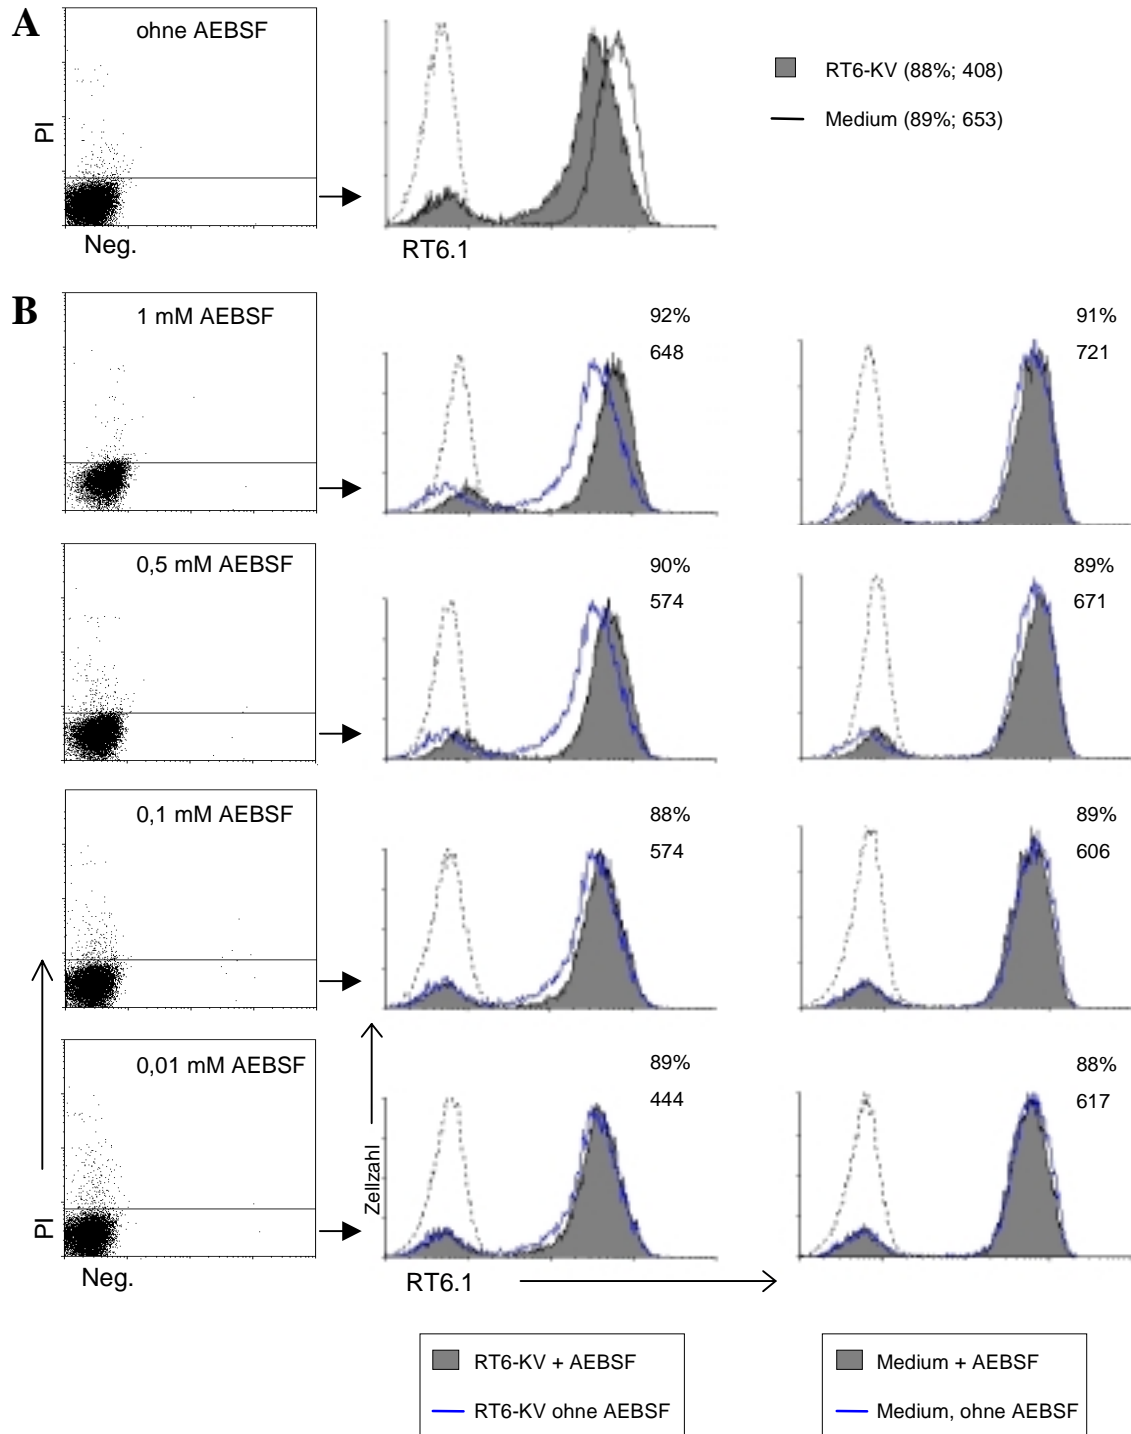 A
ohne AEBSF
PI
Neg.
RT6.1
RT6-KV (88%; 408)
Medium (89%; 653)
B
1 mM AEBSF
92%
648
91%
721
0,5 mM AEBSF
90%
574
89%
671
0,1 mM AEBSF
88%
574
89%
606
0,01 mM AEBSF
89%
444
88%
617
PI
Neg.
Zellzahl
RT6.1
RT6-KV + AEBSF
RT6-KV ohne AEBSF
Medium + AEBSF
Medium, ohne AEBSF